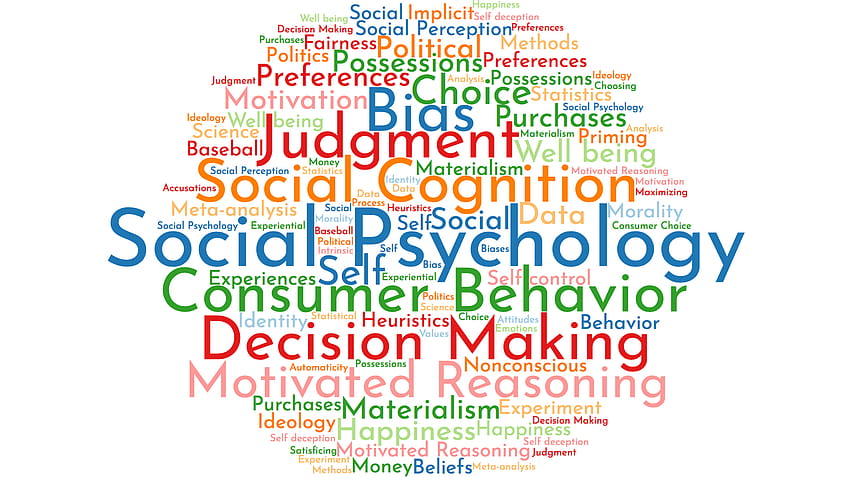 Happiness
Well being Social Implicit Self deception
Decision Making Social Perception Preferences
Purchases Fairness Political Methods
Politics Possessions Preferences
Judgment Preferences Analysis Possessions Ideology
Choice Choosing
Motivation Bias Statistics
Ideology Well being Purchases Social Psychology
Science Judgment Materialism Priming Analysis
Baseball Well being
Social Perception Money Statistics Materialism Motivated Reasoning
Accusations Social Cognition Identity Motivation
Data Data Maximizing
Process
Meta-analysis Social Heuristics Self Social Data Morality
Morality
Social Psychology Experiential Baseball Consumer Choice
Social Psychology
Political Self Biases
Intrinsic
Experiences Self Bias Experiential Self control
Consumer Behavior
Politics
Science
Identity Statistical Heuristics Choice Attitudes Behavior
Emotions
Values
Decision Making
Automaticity Possessions Nonconscious
Motivated Reasoning
Purchases Materialism Experiment
Ideology Happiness Happiness Decision Making
Self deception Self deception
Satisficing Motivated Reasoning Judgment
Experiment
Methods Money Beliefs Meta-analysis